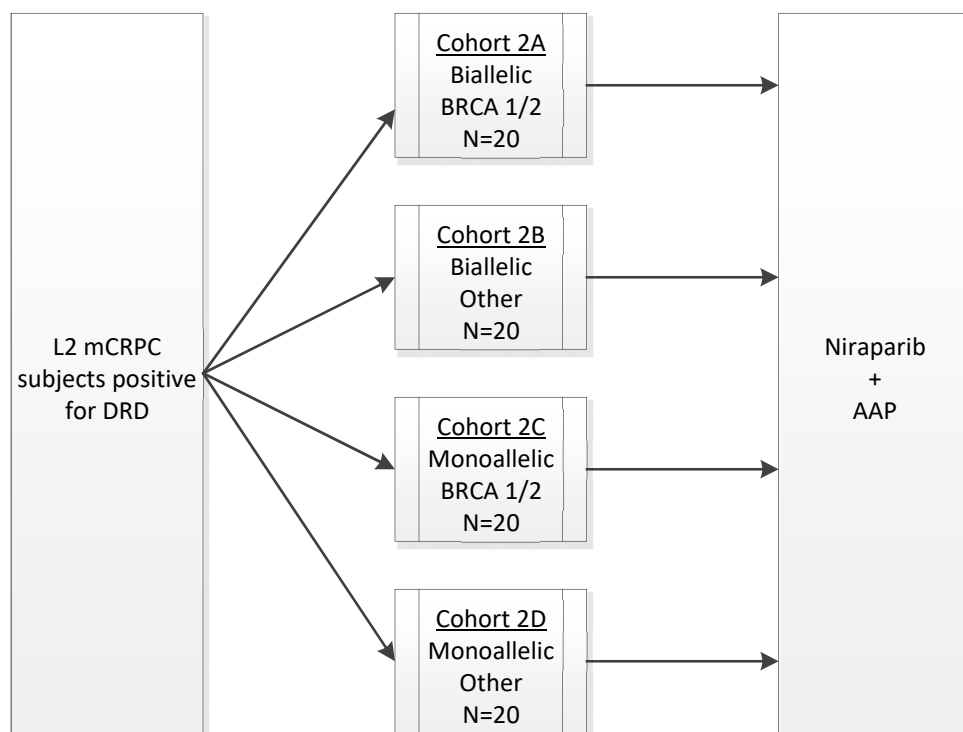 L2 mCRPC
subjects positive
for DRD
Cohort 2A
Biallelic
BRCA 1/2
N=20
Cohort 2B
Biallelic
Other
N=20
Cohort 2C
Monoallelic
BRCA 1/2
N=20
Cohort 2D
Monoallelic
Other
N=20
Niraparib
+
AAP